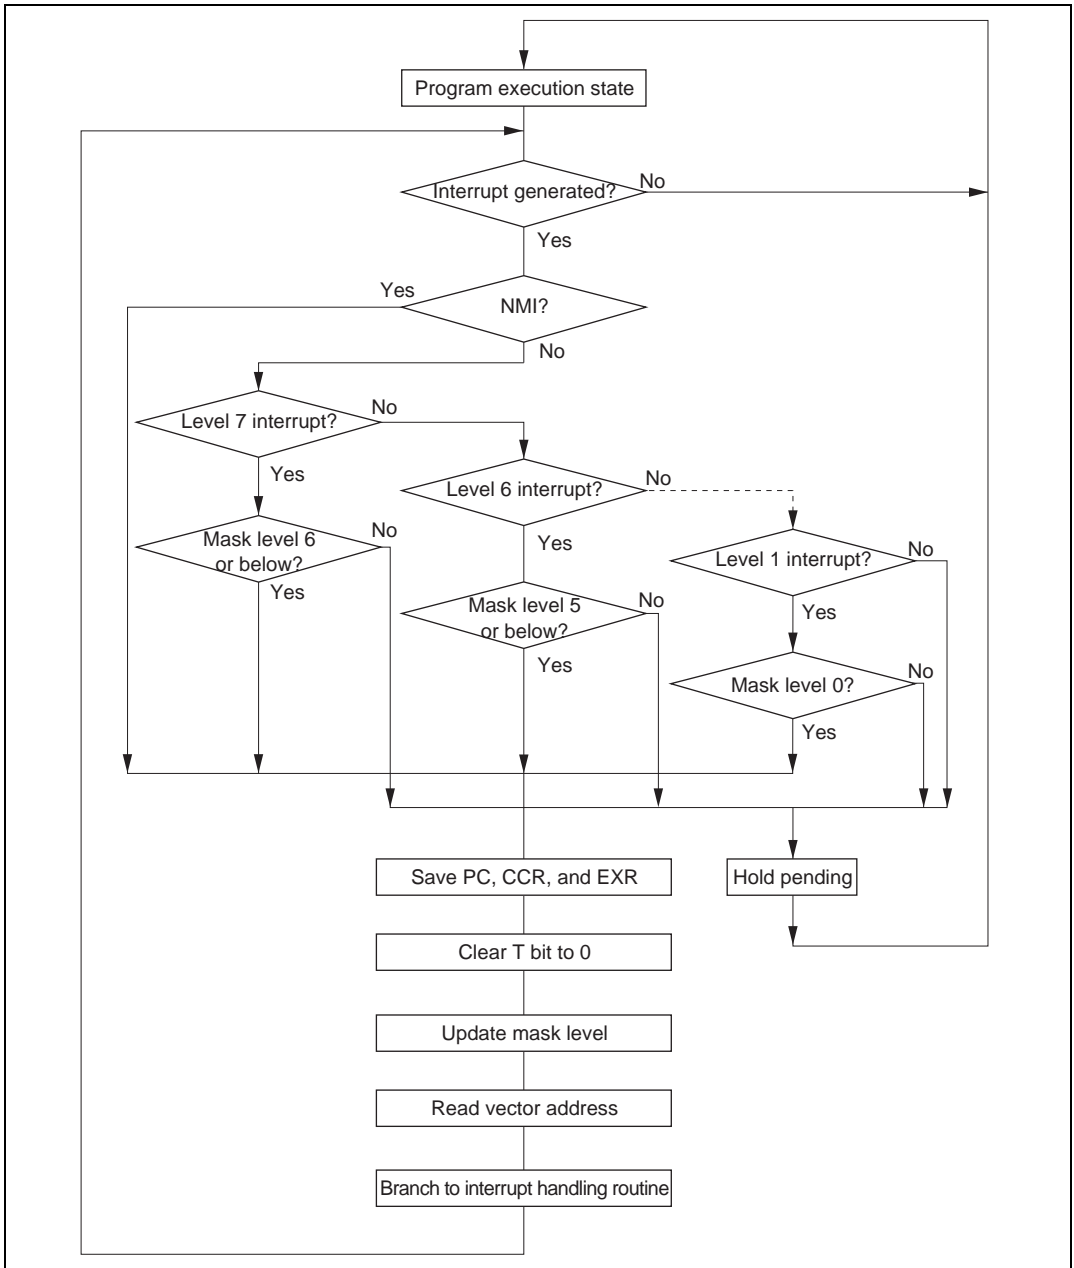 Program execution state
Interrupt generated?
No
Yes
Yes
NMI?
No
Level 7 interrupt?
No
Yes
Level 6 interrupt?
No
Yes
Mask level 6
or below?
No
Yes
Level 1 interrupt?
No
Yes
Mask level 5
or below?
No
Yes
Mask level 0?
No
Yes
Save PC, CCR, and EXR
Hold pending
Clear T bit to 0
Update mask level
Read vector address
Branch to interrupt handling routine